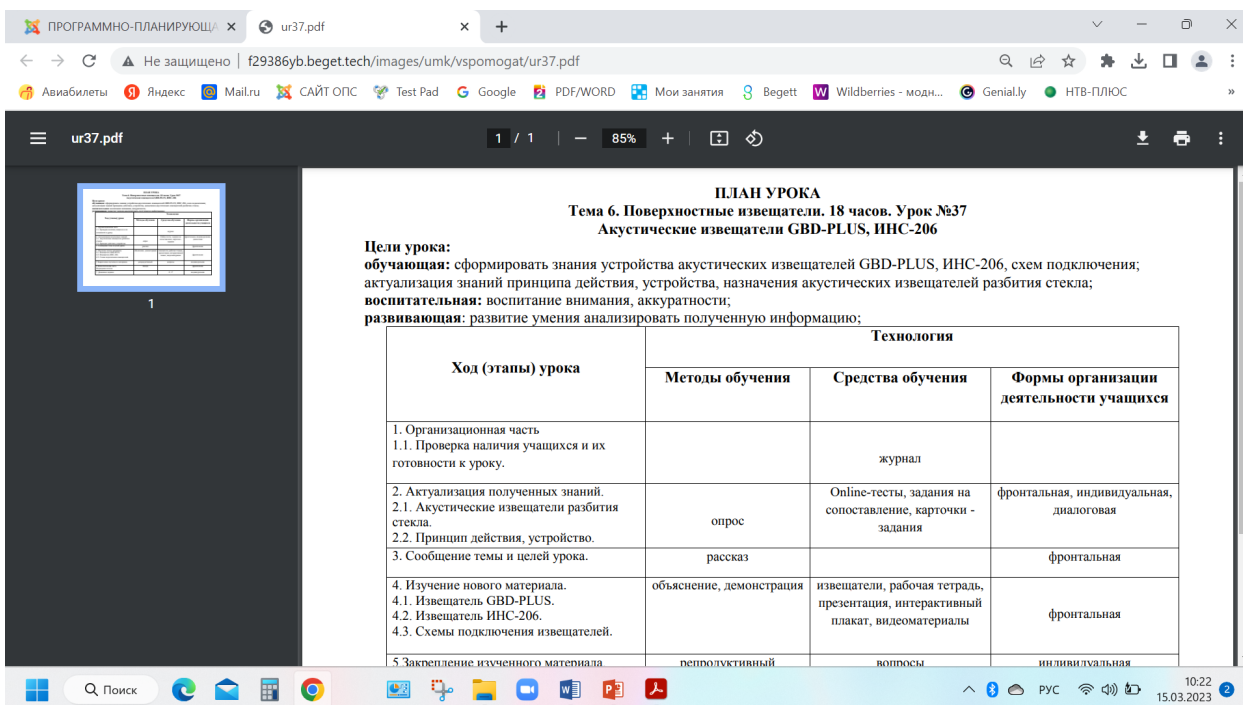 ПРОГРАММНО-ПЛАНИРУЮЩА
ur37.pdf
Не защищено | f29386yb.beget.tech/images/umk/vspomogat/ur37.pdf
Авиабилеты Яндекс Mail.ru САЙТ ОПС Test Pad Google PDF/WORD Мои занятия Begett Wildberries - модн... Genial.ly НТВ-ПЛЮС »
ur37.pdf
1 / 1
85%
1
ПЛАН УРОКА
Тема 6. Поверхностные извещатели. 18 часов. Урок №37
Акустические извещатели GBD-PLUS, ИНС-206
Цели урока:
обучающая: сформировать знания устройства акустических извещателей GBD-PLUS, ИНС-206, схем подключения;
актуализация знаний принципа действия, устройства, назначения акустических извещателей разбития стекла;
воспитательная: воспитание внимания, аккуратности;
развивающая: развитие умения анализировать полученную информацию;
Ход (этапы) урока
Технология
Методы обучения
Средства обучения
Формы организации
деятельности учащихся
1. Организационная часть
1.1. Проверка наличия учащихся и их
готовности к уроку.
журнал
2. Актуализация полученных знаний.
2.1. Акустические извещатели разбития
стекла.
2.2. Принцип действия, устройство.
опрос
Online-тесты, задания на
сопоставление, карточки -
задания
фронтальная, индивидуальная,
диалоговая
3. Сообщение темы и целей урока.
рассказ
фронтальная
4. Изучение нового материала.
4.1. Извещатель GBD-PLUS.
4.2. Извещатель ИНС-206.
4.3. Схемы подключения извещателей.
объяснение, демонстрация
извещатели, рабочая тетрадь,
презентация, интерактивный
плакат, видеоматериалы
фронтальная
5.Закрепление изученного материала
репродуктивный
вопросы
индивидуальная
Поиск
РУС
10:22
15.03.2023
2